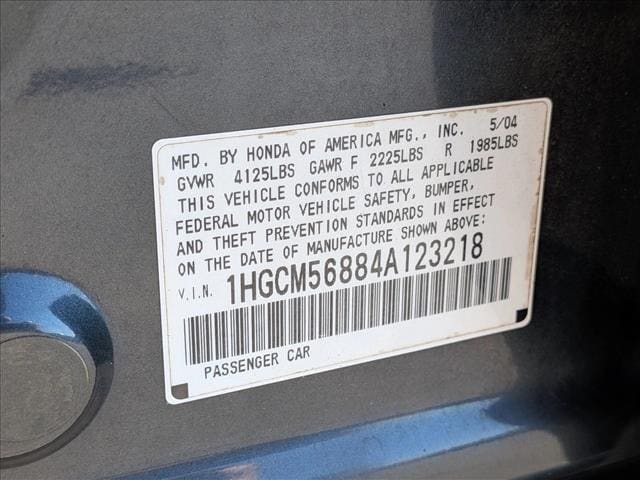 MFD. BY HONDA OF AMERICA MFG., INC. 5/04
GVWR 4125LBS GAWR F 2225LBS R 1985LBS
THIS VEHICLE CONFORMS TO ALL APPLICABLE
FEDERAL MOTOR VEHICLE SAFETY, BUMPER,
AND THEFT PREVENTION STANDARDS IN EFFECT
ON THE DATE OF MANUFACTURE SHOWN ABOVE:
V.I.N. 1HGCM56884A123218
PASSENGER CAR